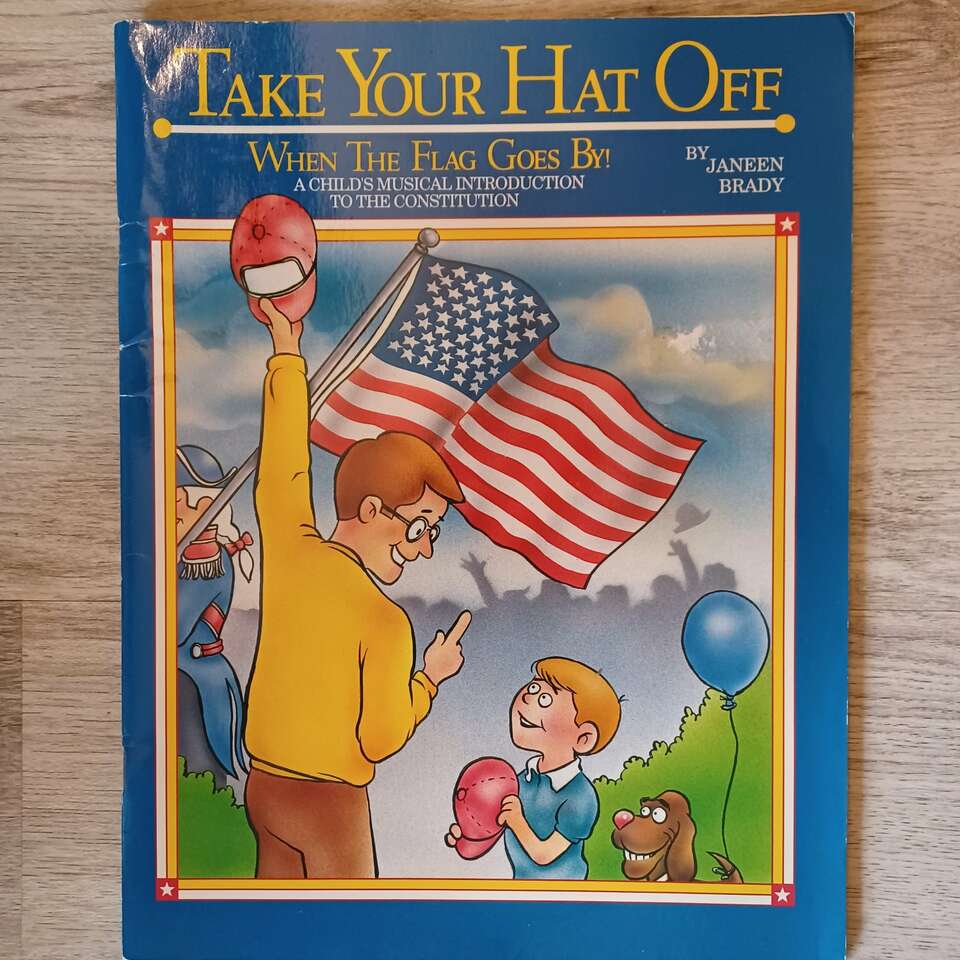 TAKE YOUR HAT OFF
WHEN THE FLAG GOES BY!
A CHILD'S MUSICAL INTRODUCTION
TO THE CONSTITUTION
BY JANEEN
BRADY